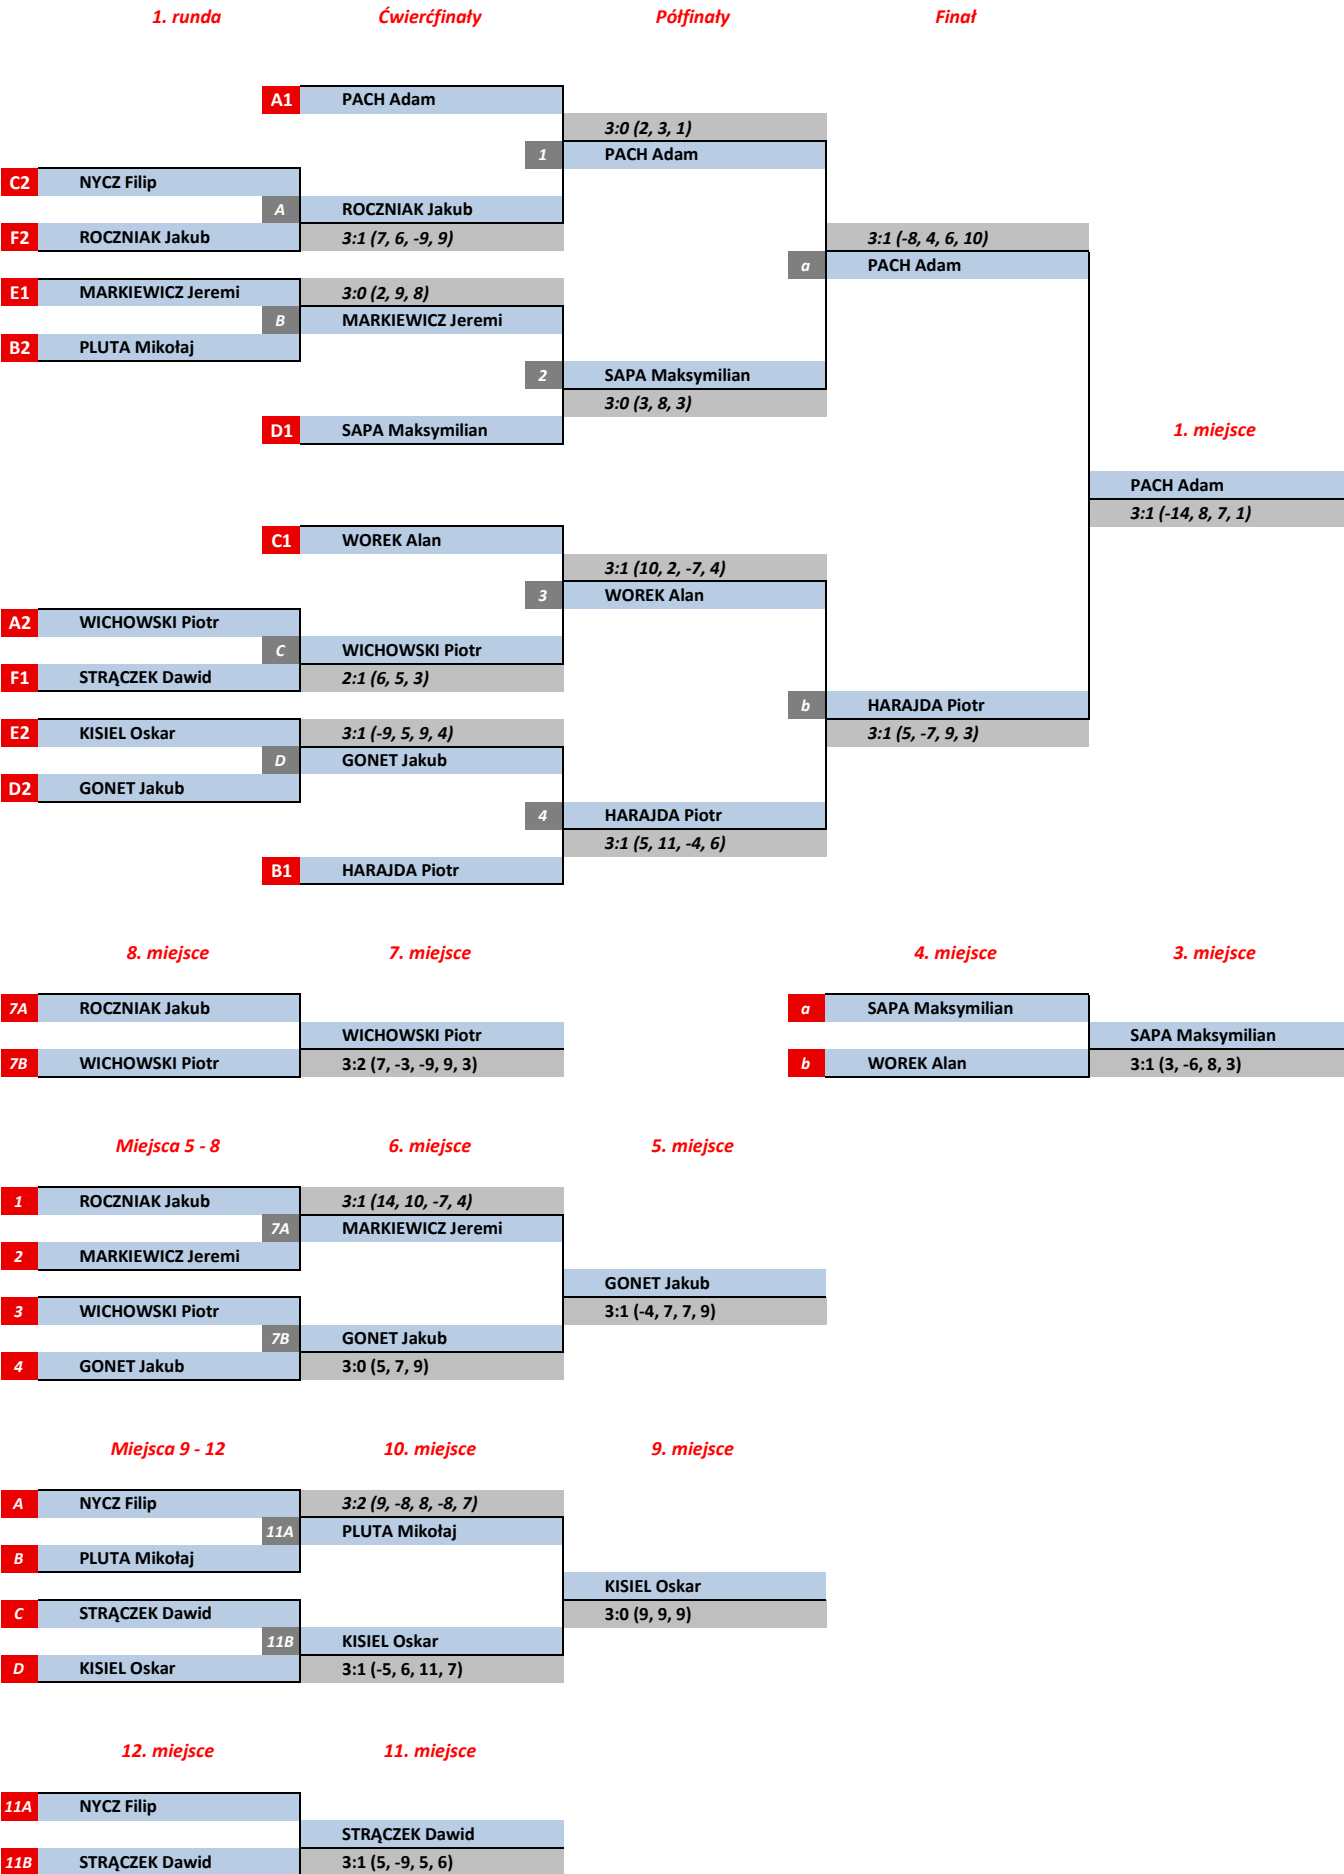 1. runda Ćwierćfinały Półfinały Finał
A1 PACH Adam
3:0 (2, 3, 1)
1 PACH Adam
C2 NYCZ Filip
A ROCZNIAK Jakub
F2 ROCZNIAK Jakub 3:1 (7, 6, -9, 9) 3:1 (-8, 4, 6, 10)
a PACH Adam
E1 MARKIEWICZ Jeremi 3:0 (2, 9, 8)
B MARKIEWICZ Jeremi
B2 PLUTA Mikołaj
2 SAPA Maksymilian
3:0 (3, 8, 3)
D1 SAPA Maksymilian 1. miejsce
PACH Adam
3:1 (-14, 8, 7, 1)
C1 WOREK Alan
3:1 (10, 2, -7, 4)
3 WOREK Alan
A2 WICHOWSKI Piotr
C WICHOWSKI Piotr
F1 STRĄCZEK Dawid 2:1 (6, 5, 3)
b HARAJDA Piotr
E2 KISIEL Oskar 3:1 (-9, 5, 9, 4) 3:1 (5, -7, 9, 3)
D GONET Jakub
D2 GONET Jakub
4 HARAJDA Piotr
3:1 (5, 11, -4, 6)
B1 HARAJDA Piotr
8. miejsce 7. miejsce 4. miejsce 3. miejsce
7A ROCZNIAK Jakub a SAPA Maksymilian
WICHOWSKI Piotr SAPA Maksymilian
7B WICHOWSKI Piotr 3:2 (7, -3, -9, 9, 3) b WOREK Alan 3:1 (3, -6, 8, 3)
Miejsca 5 - 8 6. miejsce 5. miejsce
1 ROCZNIAK Jakub 3:1 (14, 10, -7, 4)
7A MARKIEWICZ Jeremi
2 MARKIEWICZ Jeremi
GONET Jakub
3 WICHOWSKI Piotr 3:1 (-4, 7, 7, 9)
7B GONET Jakub
4 GONET Jakub 3:0 (5, 7, 9)
Miejsca 9 - 12 10. miejsce 9. miejsce
A NYCZ Filip 3:2 (9, -8, 8, -8, 7)
11A PLUTA Mikołaj
B PLUTA Mikołaj
KISIEL Oskar
C STRĄCZEK Dawid 3:0 (9, 9, 9)
11B KISIEL Oskar
D KISIEL Oskar 3:1 (-5, 6, 11, 7)
12. miejsce 11. miejsce
11A NYCZ Filip
STRĄCZEK Dawid
11B STRĄCZEK Dawid 3:1 (5, -9, 5, 6)